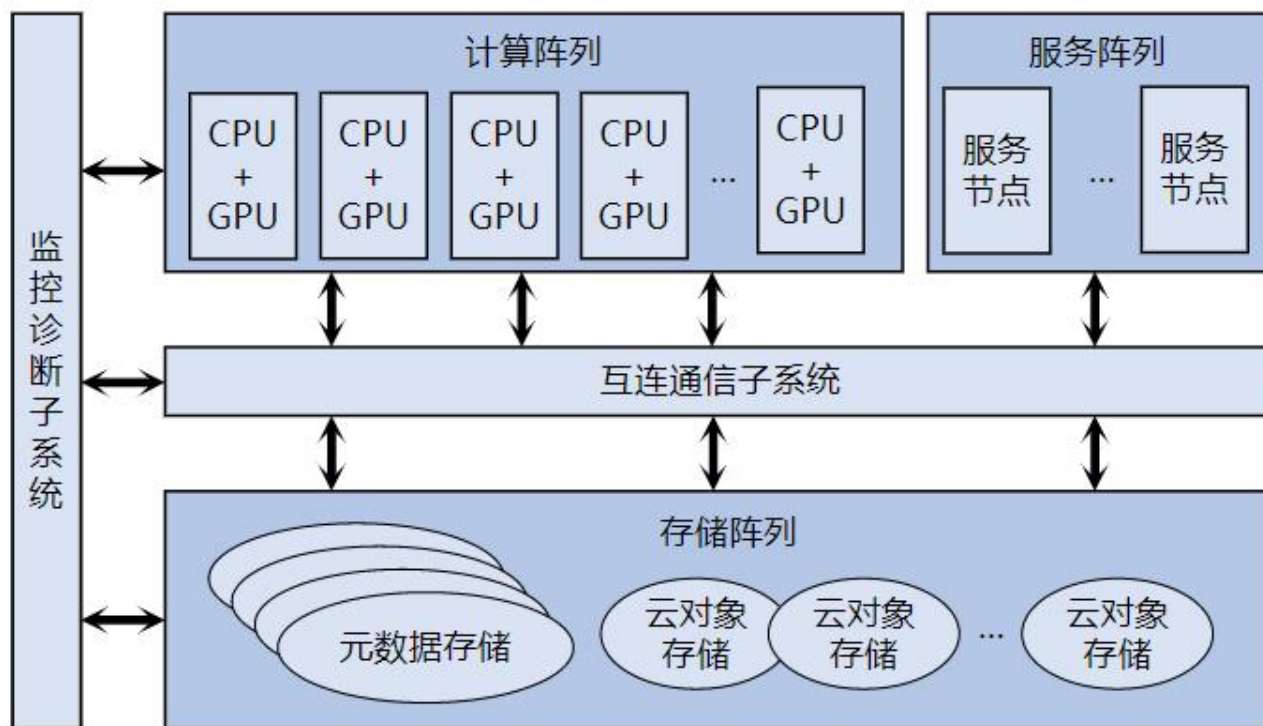 监控诊断子系统
计算阵列
CPU
+
GPU
CPU
+
GPU
CPU
+
GPU
CPU
+
GPU
...
CPU
+
GPU
服务阵列
服务
节点
...
服务
节点
互连通信子系统
存储阵列
元数据存储
云对象
存储
云对象
存储
...
云对象
存储